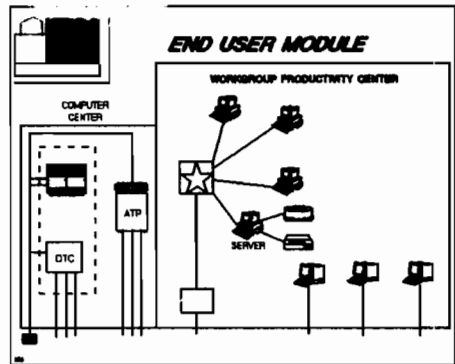 END USER MODULE
WORKGROUP PRODUCTIVITY CENTER
COMPUTER
CENTER
ATP
DTC
SERVER